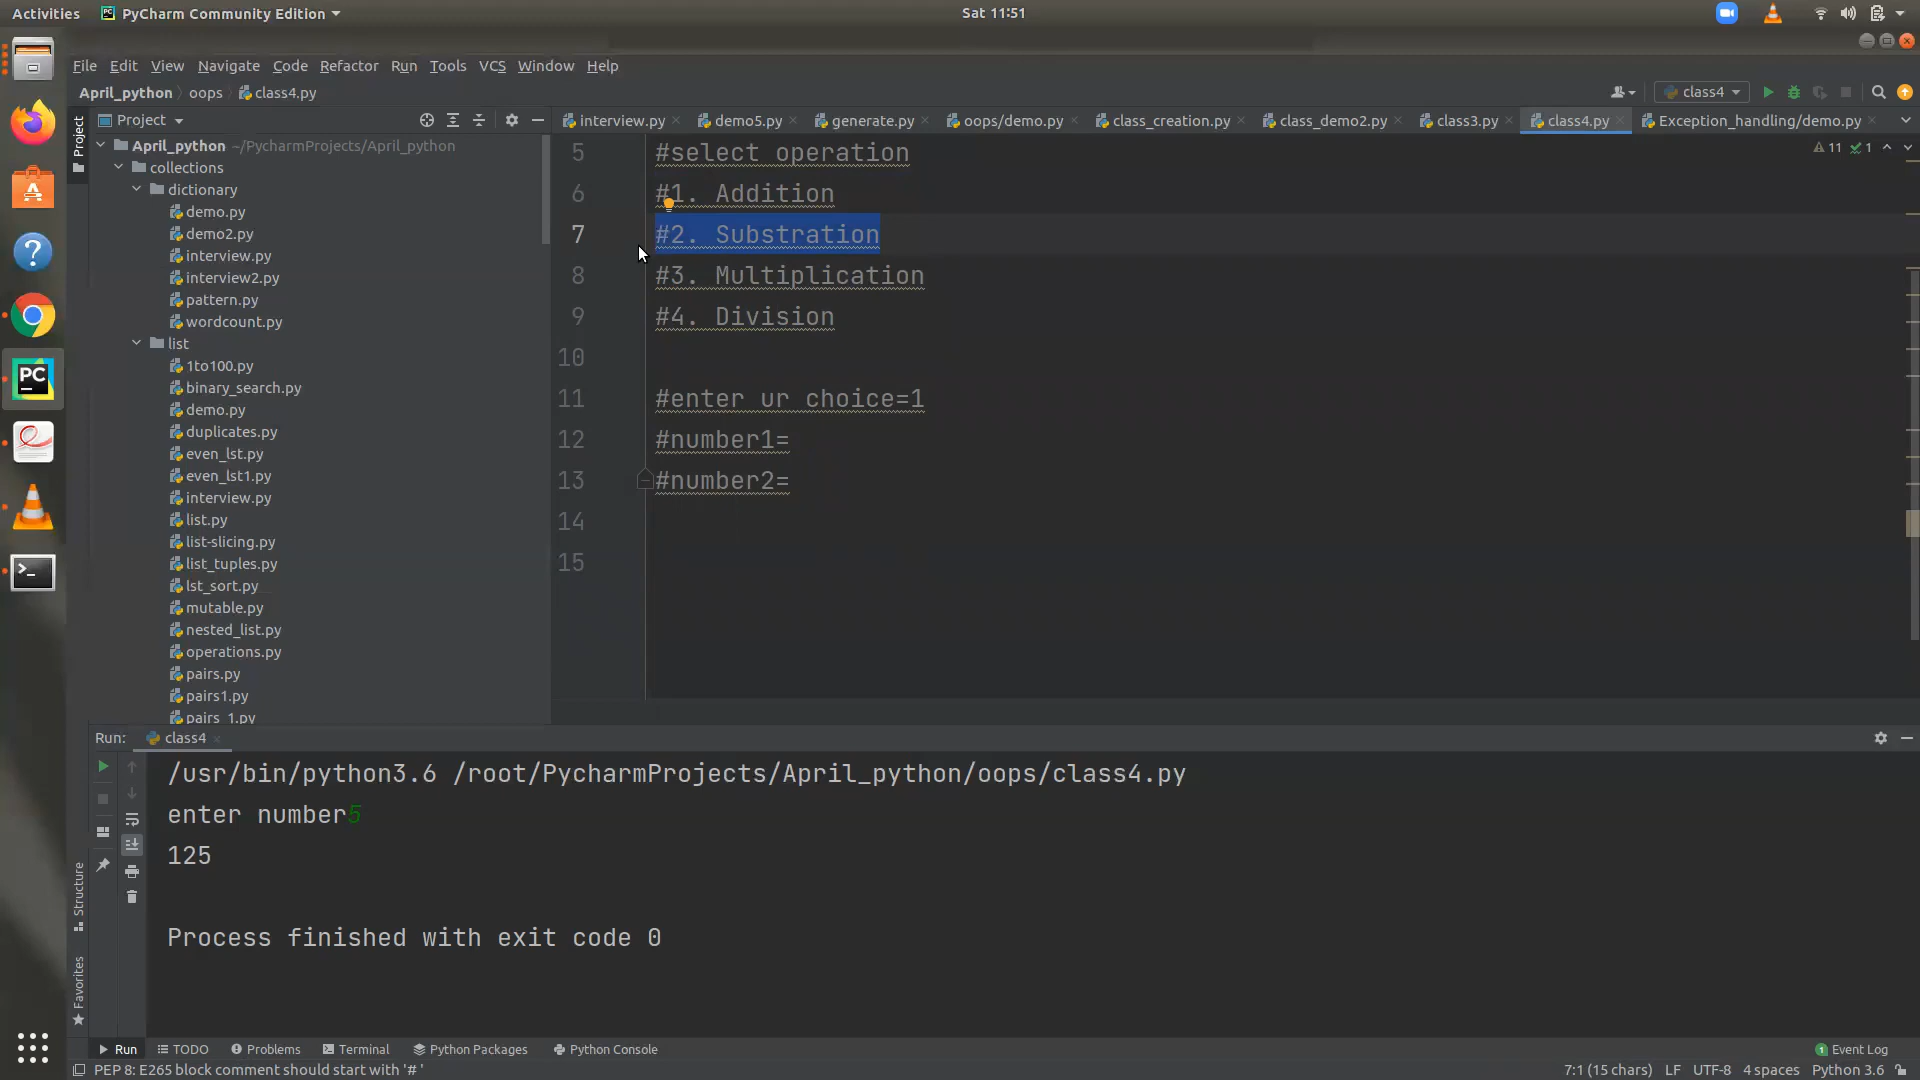 Activities
PyCharm Community Edition
Sat 11:51
File Edit View Navigate Code Refactor Run Tools VCS Window Help
April_python oops class4.py
class4
Project
interview.py demo5.py generate.py oops/demo.py class_creation.py class_demo2.py class3.py class4.py Exception_handling/demo.py
Project
April_python ~/PycharmProjects/April_python
collections
dictionary
demo.py
demo2.py
interview.py
interview2.py
pattern.py
wordcount.py
list
1to100.py
binary_search.py
demo.py
duplicates.py
even_lst.py
even_lst1.py
interview.py
list.py
list-slicing.py
list_tuples.py
lst_sort.py
mutable.py
nested_list.py
operations.py
pairs.py
pairs1.py
pairs_1.py
11 1
5 #select operation
6 #1. Addition
7 #2. Substration
8 #3. Multiplication
9 #4. Division
10
11 #enter ur choice=1
12 #number1=
13 #number2=
14
15
Run: class4
/usr/bin/python3.6 /root/PycharmProjects/April_python/oops/class4.py
enter number5
125
Process finished with exit code 0
Structure
Favorites
Run TODO Problems Terminal Python Packages Python Console
1 Event Log
PEP 8: E265 block comment should start with '# '
7:1 (15 chars) LF UTF-8 4 spaces Python 3.6